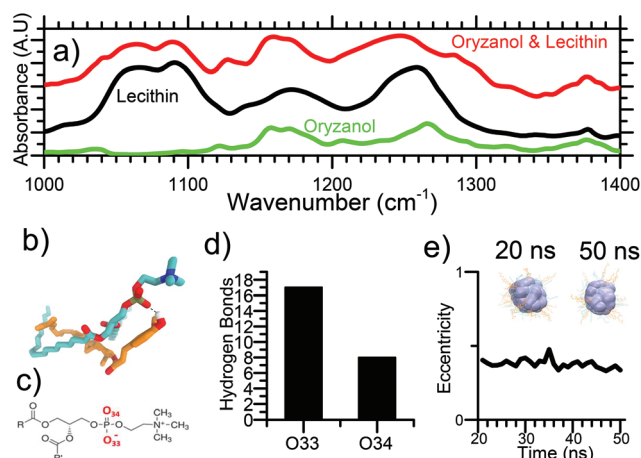 a)
Absorbance (A.U)
Oryzanol & Lecithin
Lecithin
Oryzanol
1000 1100 1200 1300 1400
Wavenumber (cm⁻¹)
b)
c)
O
R
O
O
O
R'
O
O34
P
O33
-
O
N⁺
CH3
CH3
CH3
d)
Hydrogen Bonds
18
16
14
12
10
8
6
4
2
0
O33 O34
e)
20 ns 50 ns
Eccentricity
1
0
20 30 40 50
Time (ns)